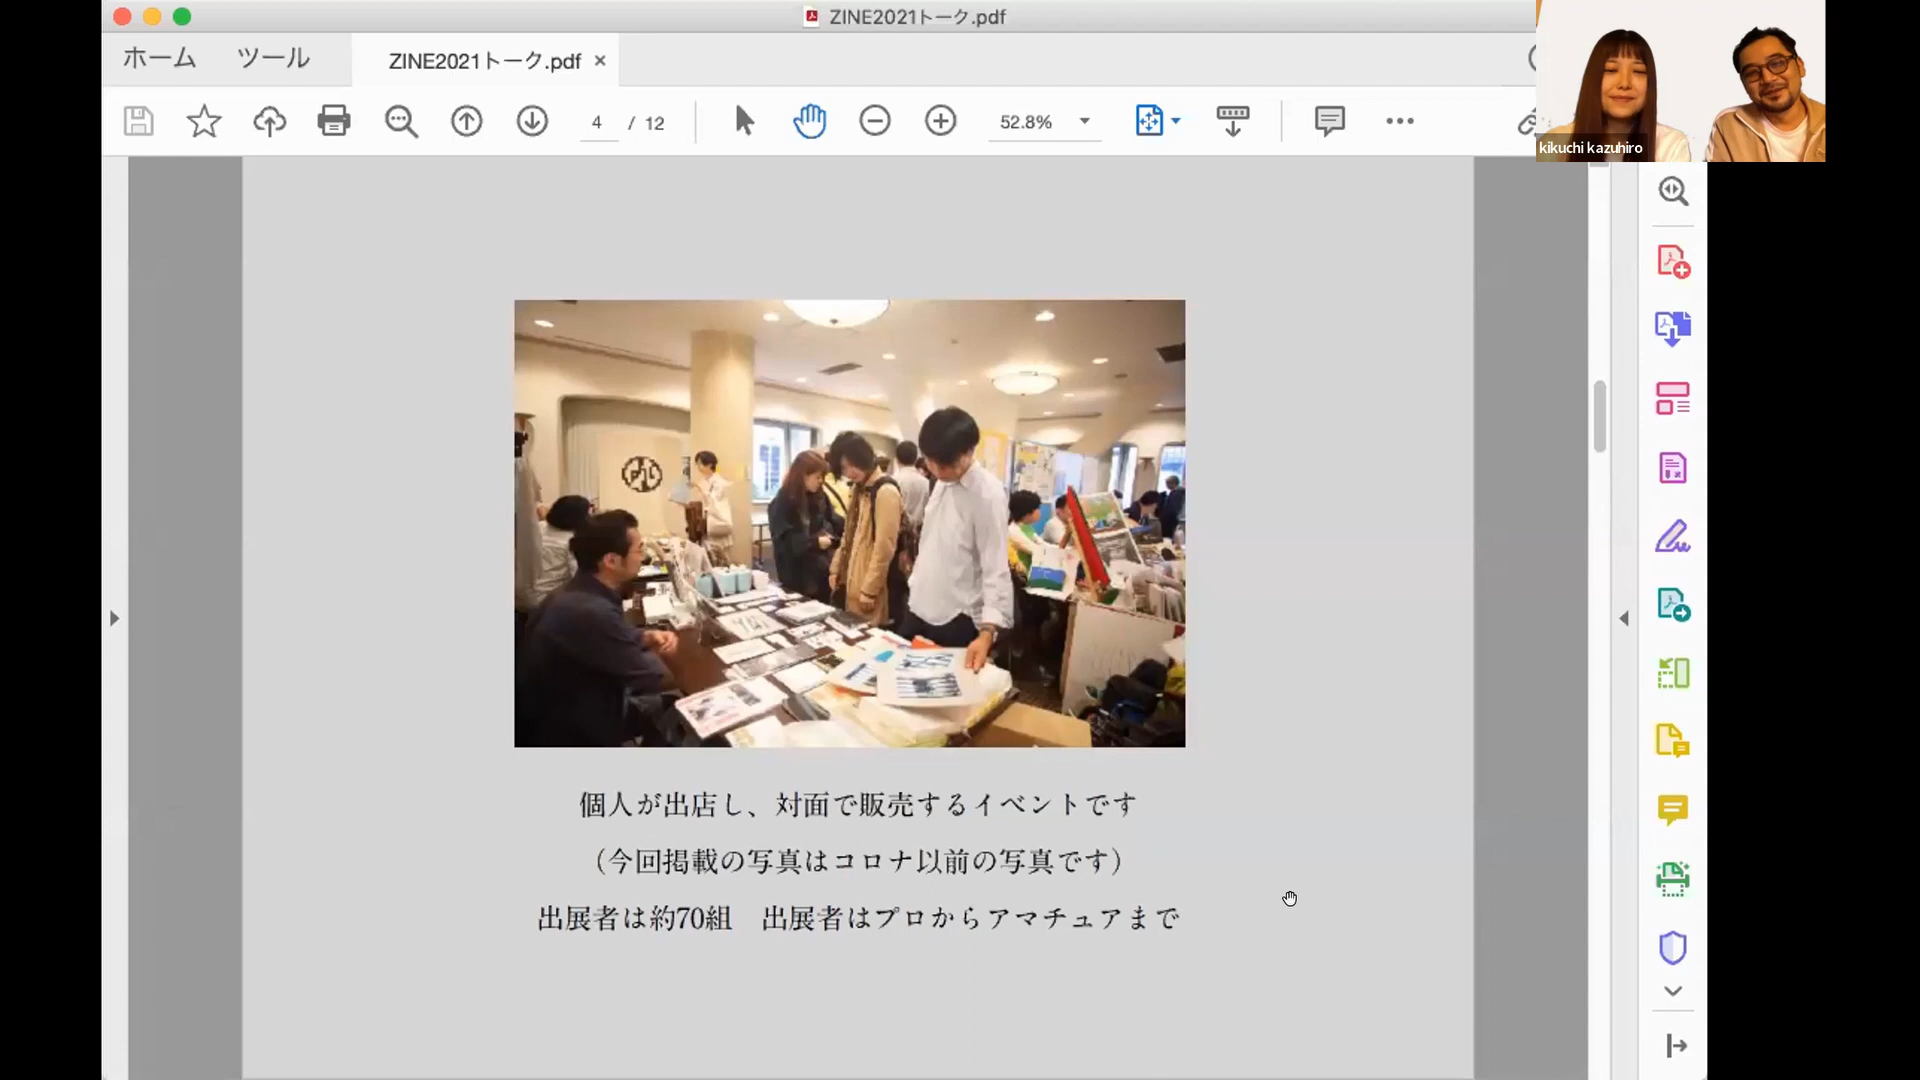 ZINE2021トーク.pdf
ホーム ツール ZINE2021トーク.pdf ×
4 / 12 52.8%
kikuchi kazuhiro
個人が出店し、対面で販売するイベントです
（今回掲載の写真はコロナ以前の写真です）
出展者は約70組　出展者はプロからアマチュアまで